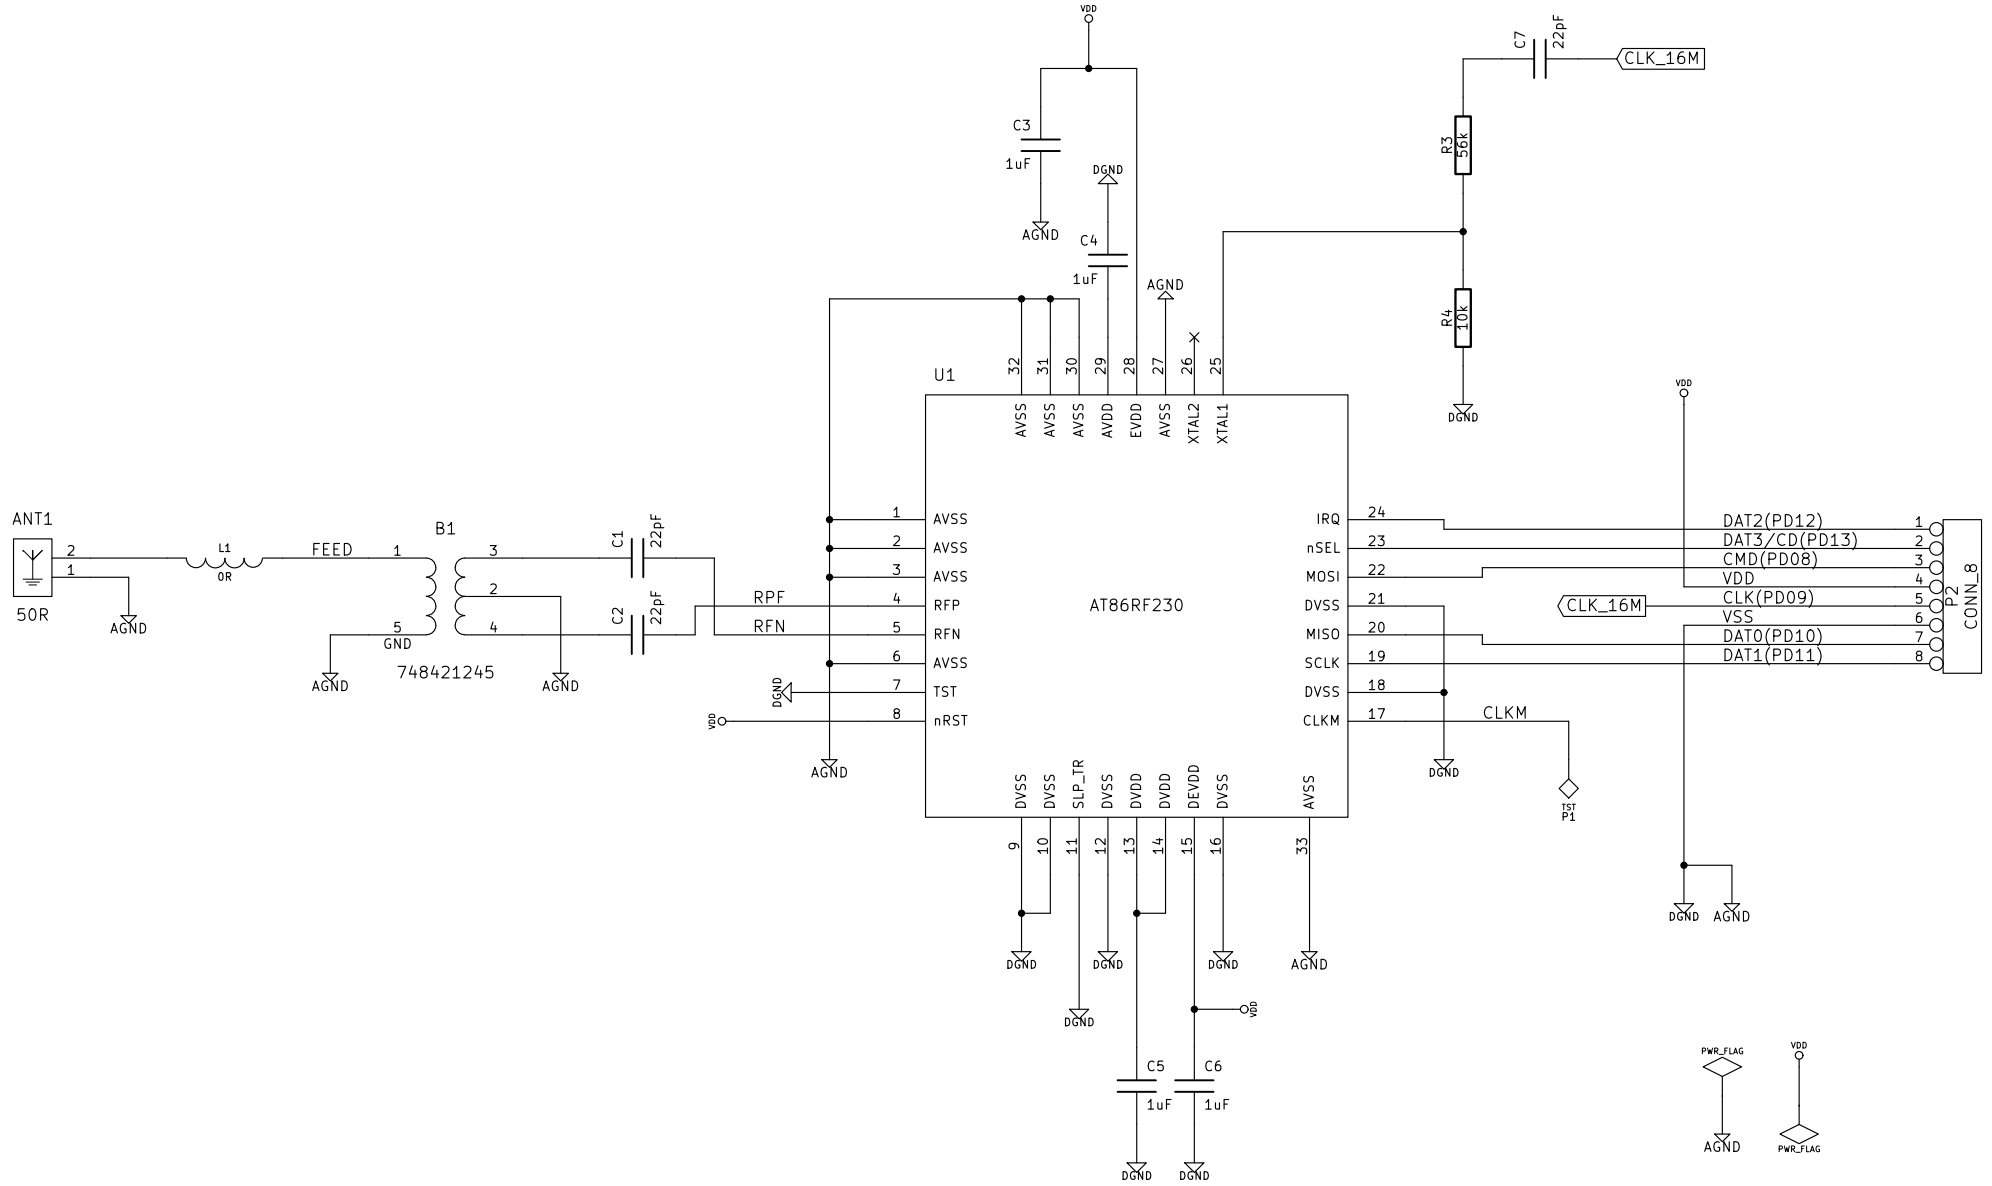 VDD
C7
22pF
CLK_16M
C3
1uF
AGND
DGND
C4
1uF
AGND
R3
56k
R4
10k
DGND
VDD
U1
32
31
30
29
28
27
26
25
AVSS
AVSS
AVSS
AVDD
EVDD
AVSS
XTAL2
XTAL1
ANT1
2
1
50R
AGND
L1
0R
FEED
B1
1
5
GND
3
2
4
748421245
AGND
AGND
C1
22pF
C2
22pF
RPF
RFN
1 AVSS
2 AVSS
3 AVSS
4 RFP
5 RFN
6 AVSS
7 TST
8 nRST
DGND
VDD
AGND
AT86RF230
IRQ 24
nSEL 23
MOSI 22
DVSS 21
MISO 20
SCLK 19
DVSS 18
CLKM 17
CLKM
DGND
TST
P1
DAT2(PD12) 1
DAT3/CD(PD13) 2
CMD(PD08) 3
VDD 4
CLK_16M
CLK(PD09) 5
VSS 6
DAT0(PD10) 7
DAT1(PD11) 8
P2
CONN_8
DGND
AGND
DVSS
DVSS
SLP_TR
DVSS
DVDD
DVDD
DEVDD
DVSS
AVSS
9
10
11
12
13
14
15
16
33
DGND
DGND
DGND
AGND
DGND
VDD
C5
1uF
C6
1uF
DGND
DGND
PWR_FLAG
AGND
VDD
PWR_FLAG